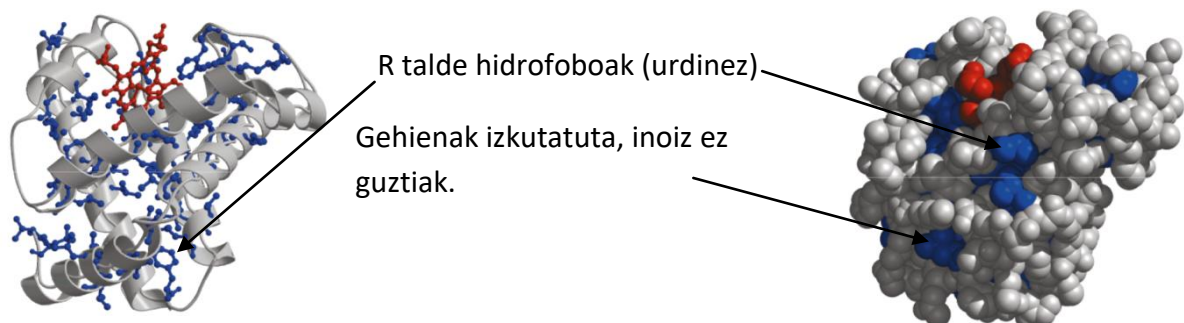 R talde hidrofoboak (urdinez)
Gehienak izkutatuta, inoiz ez
guztiak.